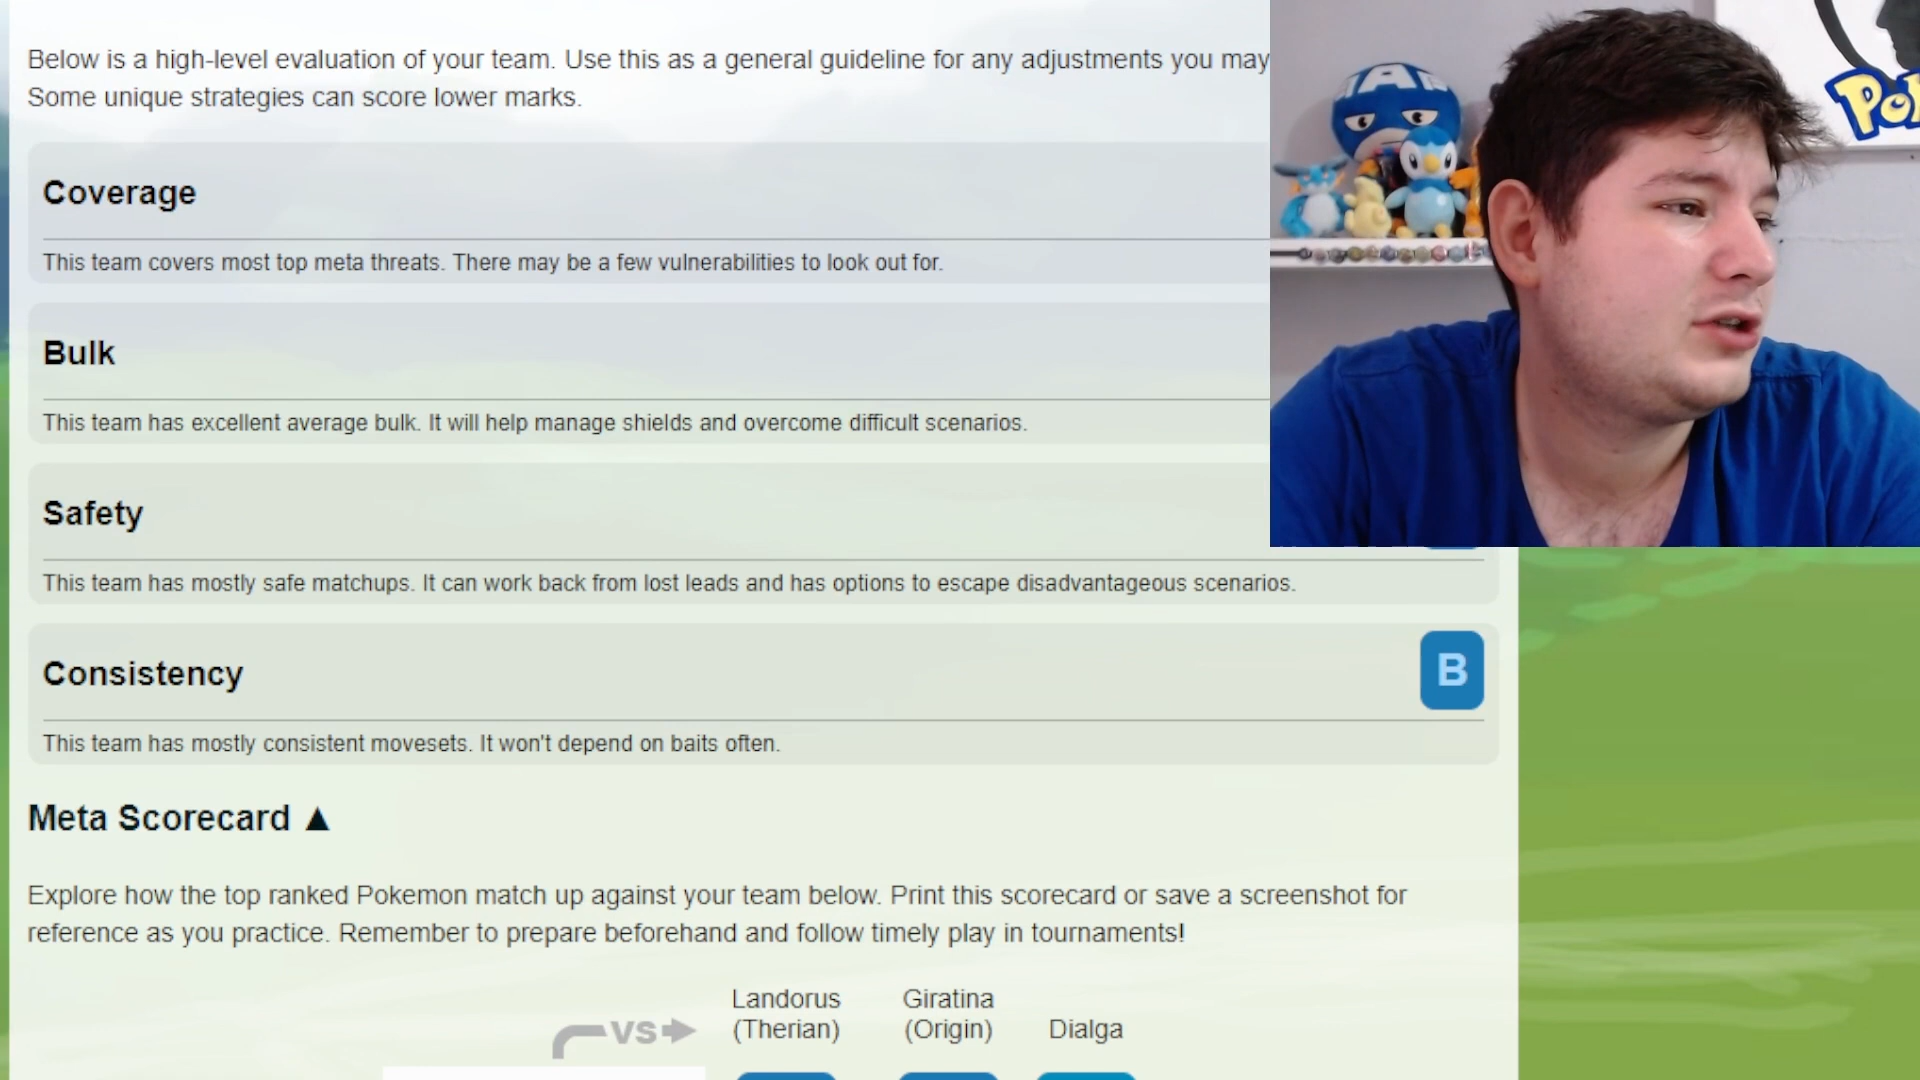 Below is a high-level evaluation of your team. Use this as a general guideline for any adjustments you may
Some unique strategies can score lower marks.
Coverage
This team covers most top meta threats. There may be a few vulnerabilities to look out for.
Bulk
This team has excellent average bulk. It will help manage shields and overcome difficult scenarios.
Safety
This team has mostly safe matchups. It can work back from lost leads and has options to escape disadvantageous scenarios.
Consistency
B
This team has mostly consistent movesets. It won't depend on baits often.
Meta Scorecard ▲
Explore how the top ranked Pokemon match up against your team below. Print this scorecard or save a screenshot for
reference as you practice. Remember to prepare beforehand and follow timely play in tournaments!
Landorus Giratina
VS (Therian) (Origin) Dialga